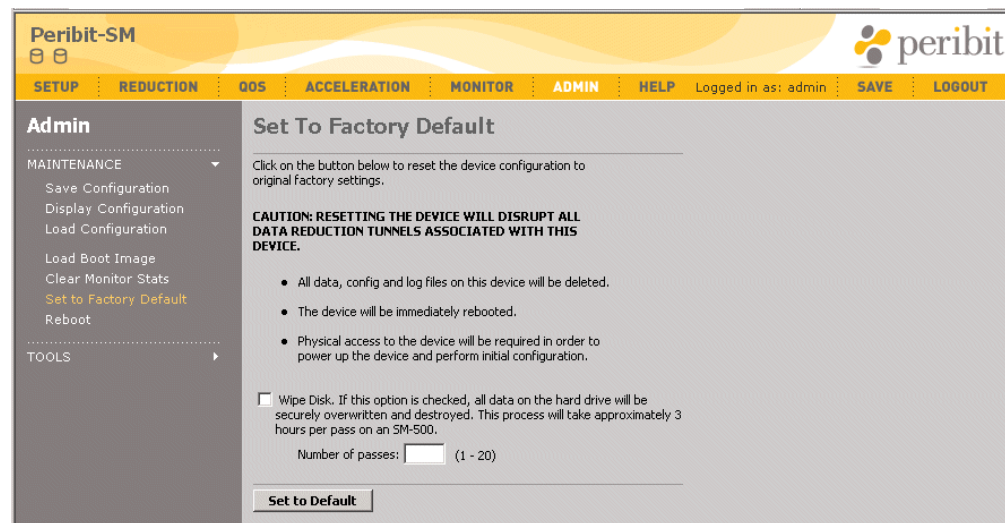 Peribit-SM
peribit
SETUP REDUCTION QOS ACCELERATION MONITOR ADMIN HELP Logged in as: admin SAVE LOGOUT
Admin
MAINTENANCE
Save Configuration
Display Configuration
Load Configuration
Load Boot Image
Clear Monitor Stats
Set to Factory Default
Reboot
TOOLS
Set To Factory Default
Click on the button below to reset the device configuration to
original factory settings.
CAUTION: RESETTING THE DEVICE WILL DISRUPT ALL
DATA REDUCTION TUNNELS ASSOCIATED WITH THIS
DEVICE.
• All data, config and log files on this device will be deleted.
• The device will be immediately rebooted.
• Physical access to the device will be required in order to
power up the device and perform initial configuration.
Wipe Disk. If this option is checked, all data on the hard drive will be
securely overwritten and destroyed. This process will take approximately 3
hours per pass on an SM-500.
Number of passes: (1 - 20)
Set to Default